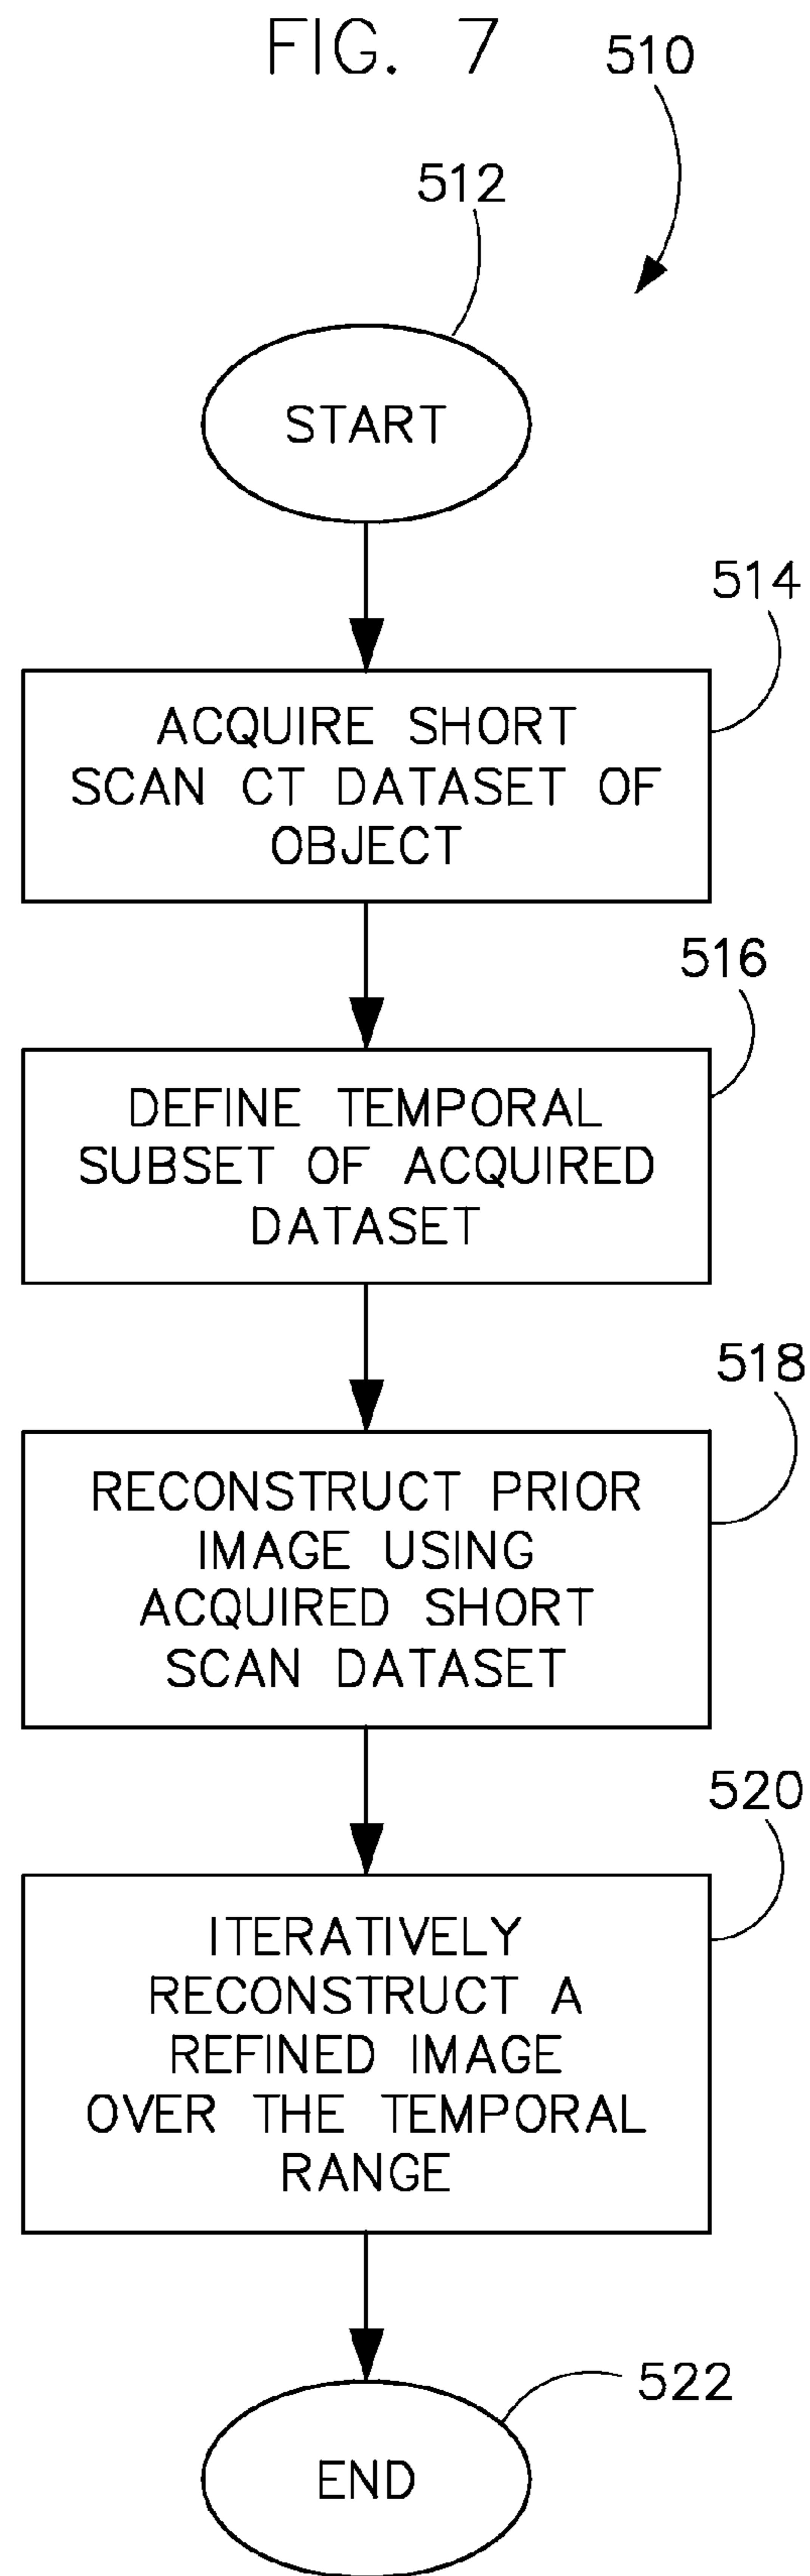 FIG. 7
510
512
START
514
ACQUIRE SHORT
SCAN CT DATASET OF
OBJECT
516
DEFINE TEMPORAL
SUBSET OF ACQUIRED
DATASET
518
RECONSTRUCT PRIOR
IMAGE USING
ACQUIRED SHORT
SCAN DATASET
520
ITERATIVELY
RECONSTRUCT A
REFINED IMAGE
OVER THE TEMPORAL
RANGE
522
END